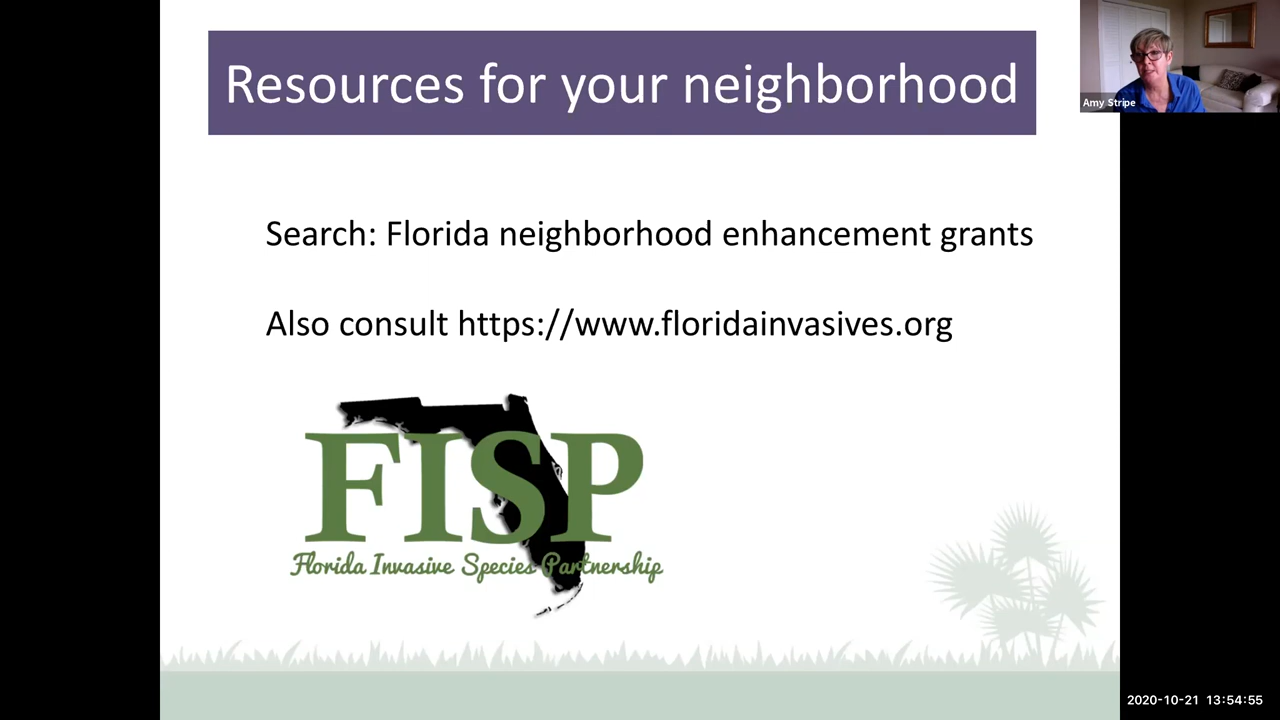 Resources for your neighborhood
Amy Stripe
Search: Florida neighborhood enhancement grants
Also consult https://www.floridainvasives.org
FISP
Florida Invasive Species Partnership
2020-10-21 13:54:55